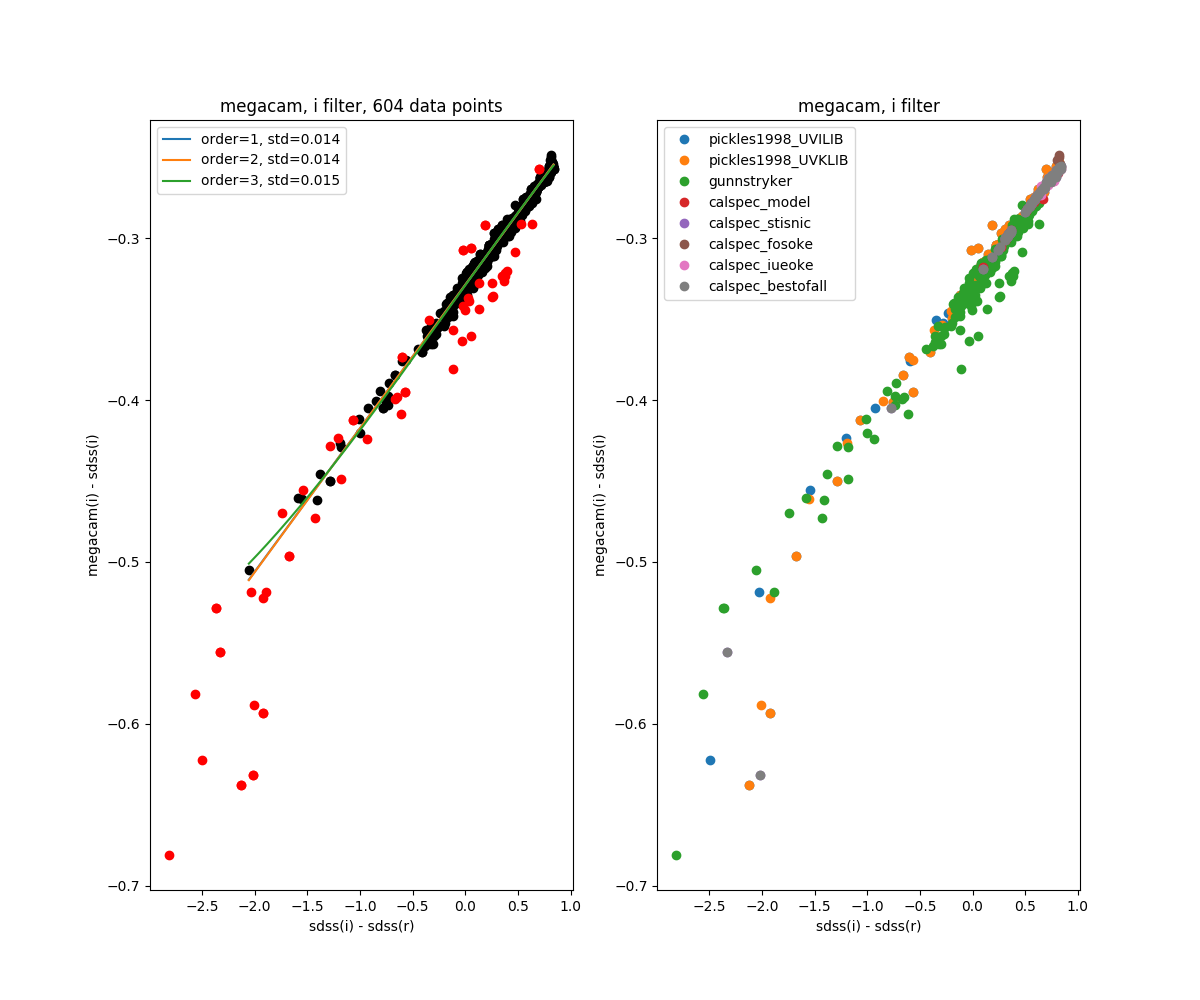 megacam, i filter, 604 data points
order=1, std=0.014
order=2, std=0.014
order=3, std=0.015
−0.3
−0.4
−0.5
−0.6
−0.7
megacam(i) - sdss(i)
−2.5 −2.0 −1.5 −1.0 −0.5 0.0 0.5 1.0
sdss(i) - sdss(r)
megacam, i filter
pickles1998_UVILIB
pickles1998_UVKLIB
gunnstryker
calspec_model
calspec_stisnic
calspec_fosoke
calspec_iueoke
calspec_bestofall
−0.3
−0.4
−0.5
−0.6
−0.7
megacam(i) - sdss(i)
−2.5 −2.0 −1.5 −1.0 −0.5 0.0 0.5 1.0
sdss(i) - sdss(r)